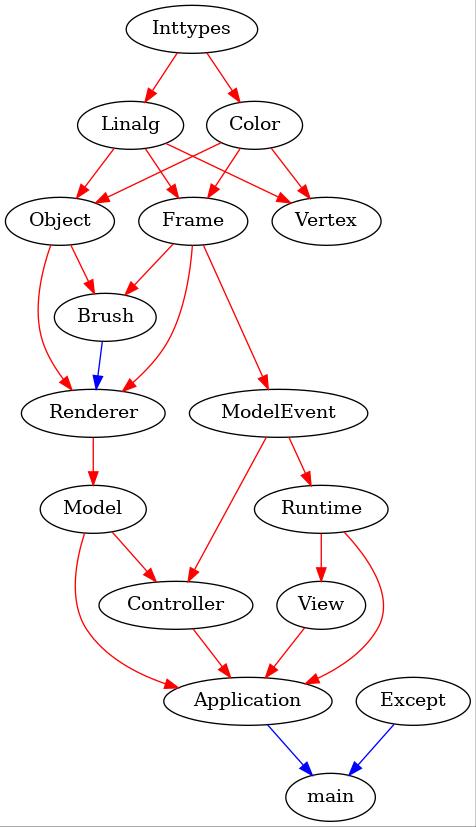 Inttypes
Linalg
Color
Object
Frame
Vertex
Brush
Renderer
ModelEvent
Model
Runtime
Controller
View
Application
Except
main